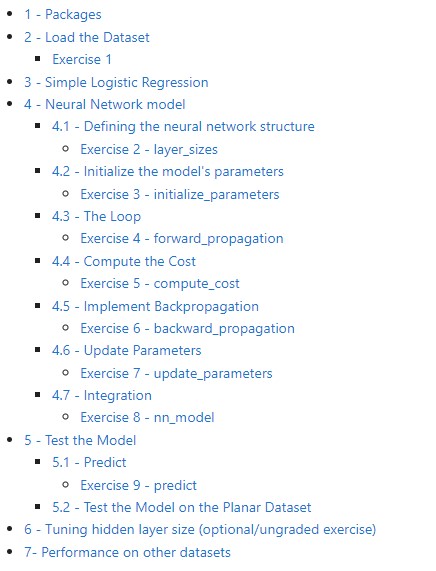 1 - Packages
2 - Load the Dataset
Exercise 1
3 - Simple Logistic Regression
4 - Neural Network model
4.1 - Defining the neural network structure
Exercise 2 - layer_sizes
4.2 - Initialize the model's parameters
Exercise 3 - initialize_parameters
4.3 - The Loop
Exercise 4 - forward_propagation
4.4 - Compute the Cost
Exercise 5 - compute_cost
4.5 - Implement Backpropagation
Exercise 6 - backward_propagation
4.6 - Update Parameters
Exercise 7 - update_parameters
4.7 - Integration
Exercise 8 - nn_model
5 - Test the Model
5.1 - Predict
Exercise 9 - predict
5.2 - Test the Model on the Planar Dataset
6 - Tuning hidden layer size (optional/ungraded exercise)
7- Performance on other datasets